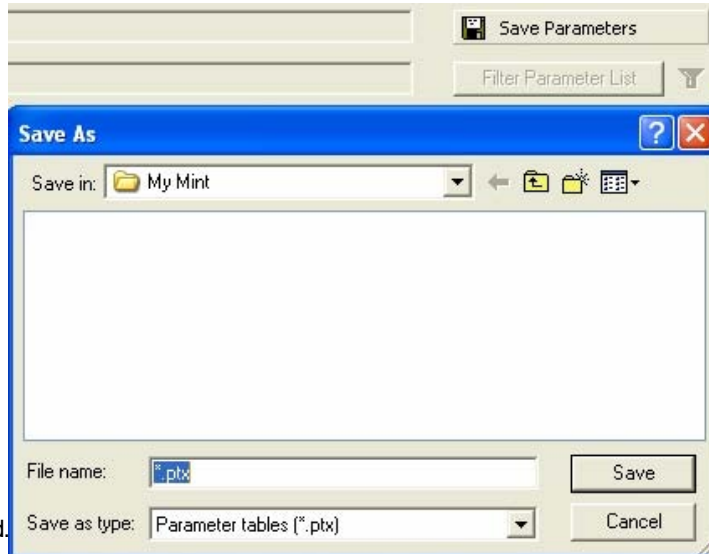 Save Parameters
Filter Parameter List
Save As
Save in: My Mint
File name: *.ptx Save
d. Save as type: Parameter tables (*.ptx) Cancel